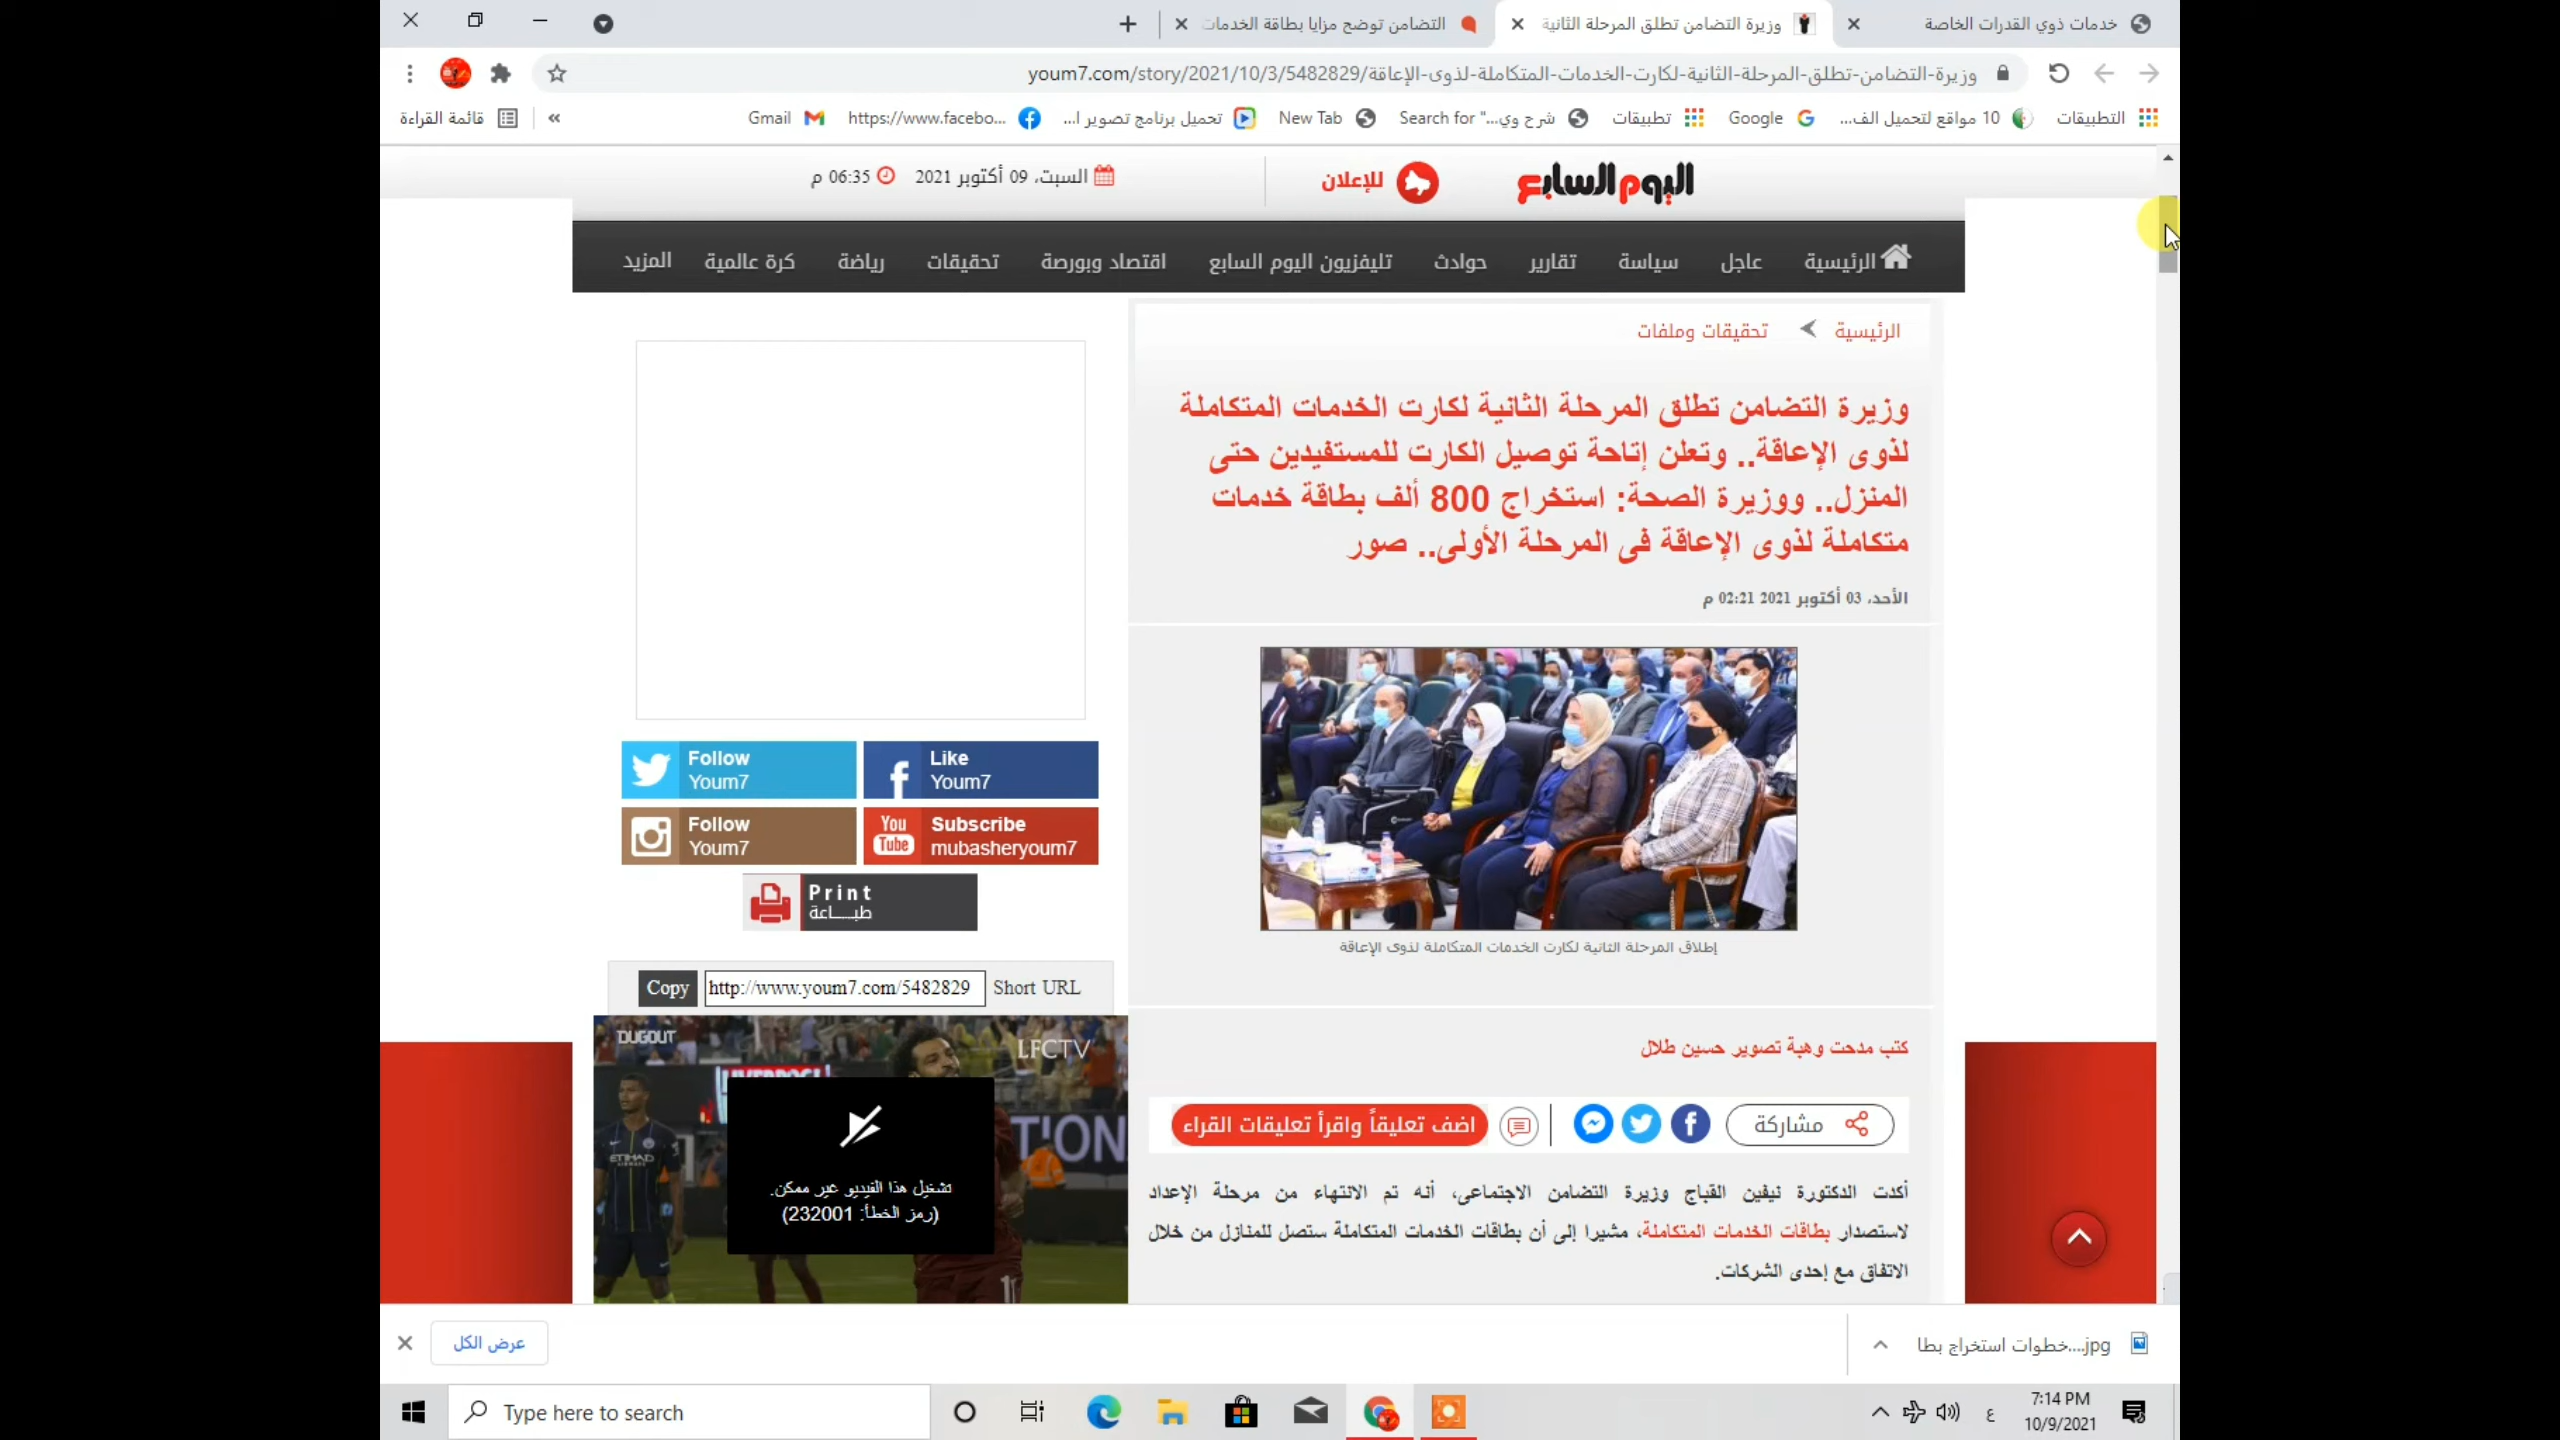 خدمات ذوي القدرات الخاصة
وزيرة التضامن تطلق المرحلة الثانية
التضامن توضح مزايا بطاقة الخدمات
youm7.com/story/2021/10/3/5482829/وزيرة-التضامن-تطلق-المرحلة-الثانية-لكارت-الخدمات-المتكاملة-لذوى-الإعاقة
التطبيقات
10 مواقع لتحميل الف...
Google
تطبيقات
Search for "...شرح وي
New Tab
تحميل برنامج تصوير ا...
https://www.facebo...
Gmail
»
قائمة القراءة
اليوم السابع
للإعلان
السبت، 09 أكتوبر 2021
06:35 م
الرئيسية عاجل سياسة تقارير حوادث تليفزيون اليوم السابع اقتصاد وبورصة تحقيقات رياضة كرة عالمية المزيد
الرئيسية
تحقيقات وملفات
وزيرة التضامن تطلق المرحلة الثانية لكارت الخدمات المتكاملة
لذوى الإعاقة.. وتعلن إتاحة توصيل الكارت للمستفيدين حتى
المنزل.. ووزيرة الصحة: استخراج 800 ألف بطاقة خدمات
متكاملة لذوى الإعاقة فى المرحلة الأولى.. صور
الأحد، 03 أكتوبر 2021 02:21 م
إطلاق المرحلة الثانية لكارت الخدمات المتكاملة لذوى الإعاقة
كتب مدحت وهبة تصوير حسين طلال
مشاركة
اضف تعليقاً واقرأ تعليقات القراء
أكدت الدكتورة نيفين القباج وزيرة التضامن الاجتماعى، أنه تم الانتهاء من مرحلة الإعداد
لاستصدار بطاقات الخدمات المتكاملة، مشيرا إلى أن بطاقات الخدمات المتكاملة ستصل للمنازل من خلال
الاتفاق مع إحدى الشركات.
Follow
Youm7
Like
Youm7
Follow
Youm7
You
Tube
Subscribe
mubasheryoum7
Print
طبـــاعة
Copy http://www.youm7.com/5482829 Short URL
DUGOUT
LFCTV
LIVERPOOL
T'ION
ETIHAD
تشغيل هذا الفيديو غير ممكن.
(رمز الخطأ: 232001)
خطوات استخراج بطا....jpg
عرض الكل
Type here to search
ع
7:14 PM
10/9/2021